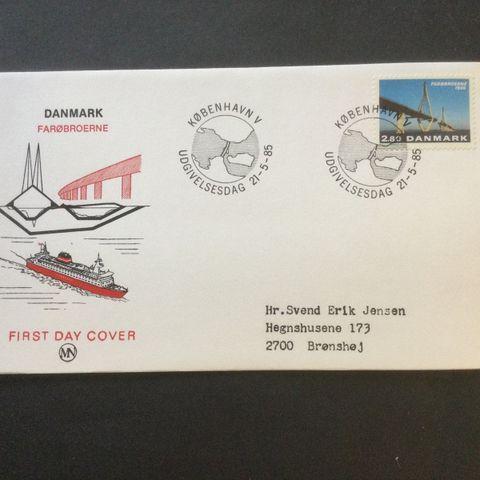 DANMARK
FARØBROERNE
FIRST DAY COVER
MN
KØBENHAVN V
UDGIVELSESDAG 21-5-85
KØBENHAVN V
UDGIVELSESDAG 21-5-85
FARØBROERNE
1985
2.80 DANMARK
Hr.Svend Erik Jensen
Hegnshusene 173
2700 Brønshøj